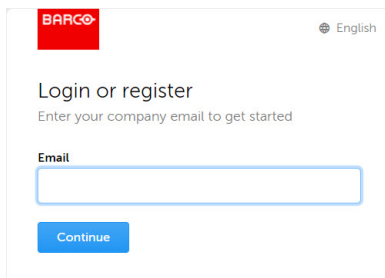 BARCO
English
Login or register
Enter your company email to get started
Email
Continue